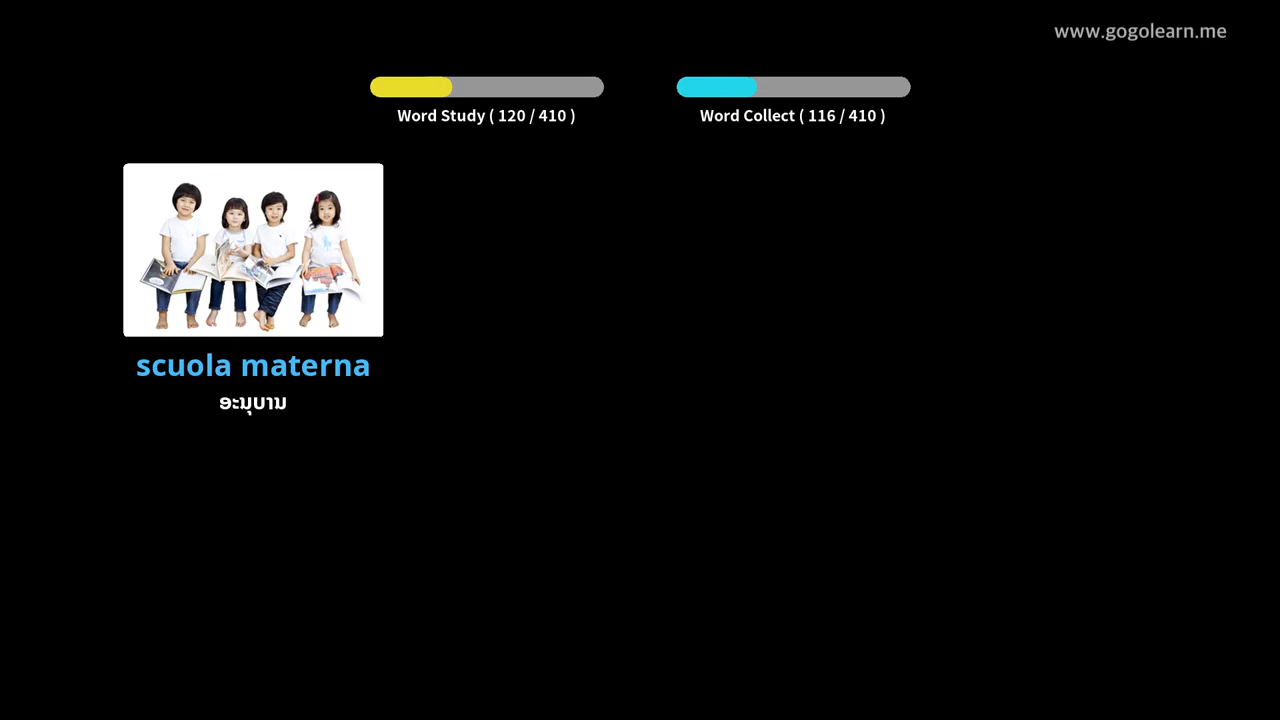 www.gogolearn.me
Word Study ( 120 / 410 )
Word Collect ( 116 / 410 )
scuola materna
ອະນຸບານ